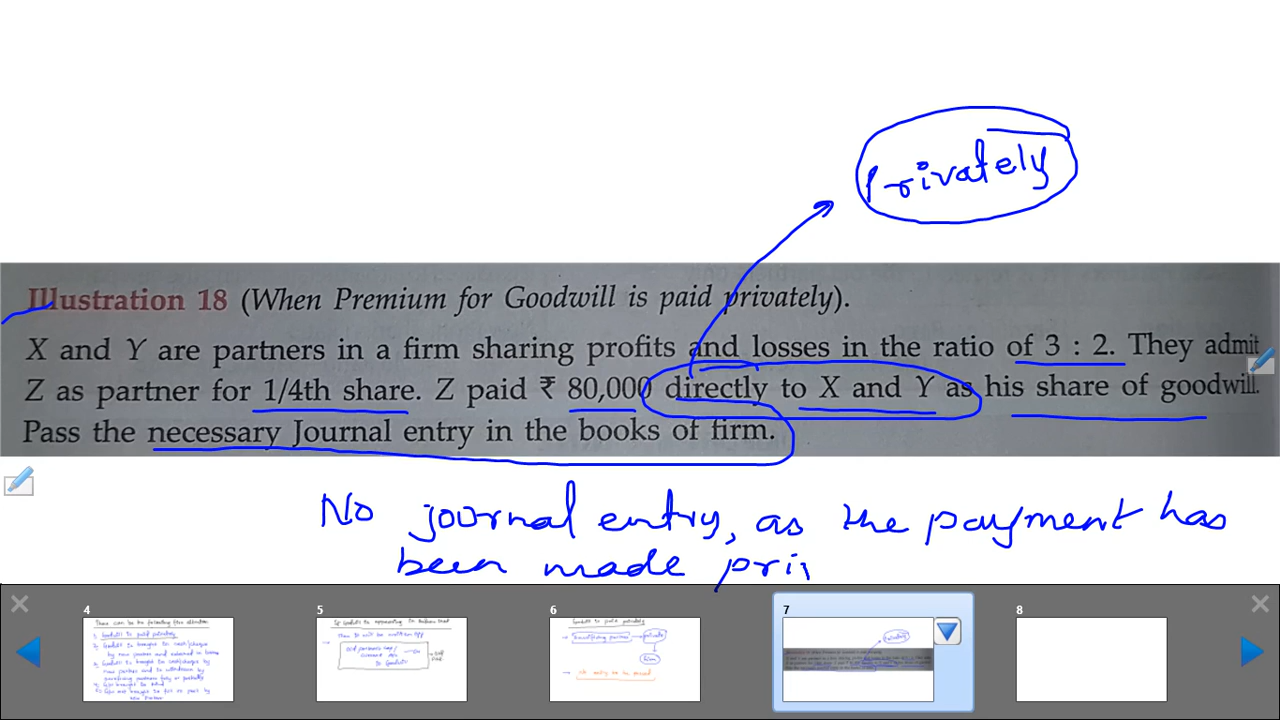 Privately
Illustration 18 (When Premium for Goodwill is paid privately).
X and Y are partners in a firm sharing profits and losses in the ratio of 3 : 2. They admit
Z as partner for 1/4th share. Z paid ₹ 80,000 directly to X and Y as his share of goodwill.
Pass the necessary Journal entry in the books of firm.
No journal entry, as the payment has
been made pri
4
5
6
7
8